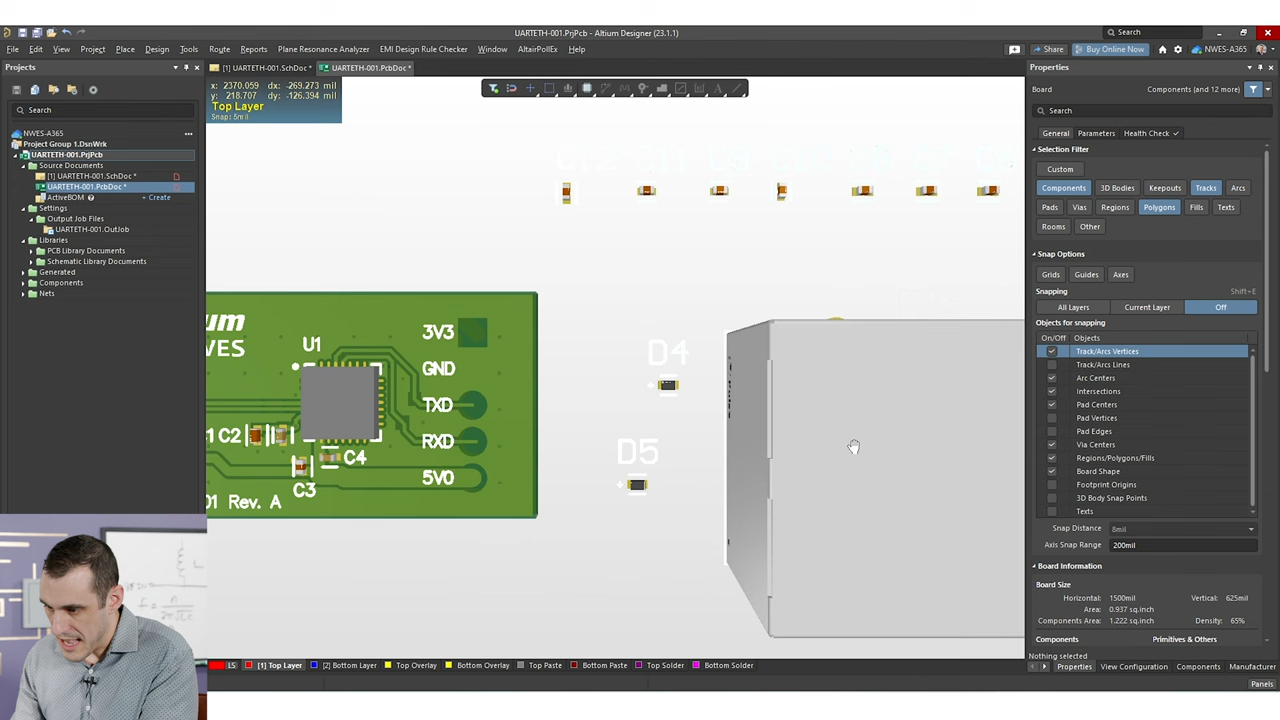 UARTETH-001.PrjPcb - Altium Designer (23.1.1)
Search
File Edit View Project Place Design Tools Route Reports Plane Resonance Analyzer EMI Design Rule Checker Window AltairPollEx Help
Share Buy Online Now NWES-A365
Projects
[1] UARTETH-001.SchDoc *
UARTETH-001.PcbDoc *
Properties
x: 2370.059 dx: -269.273 mil
y: 218.707 dy: -126.394 mil
Top Layer
Snap: 5mil
Board
Components (and 12 more)
Search
Search
NWES-A365
Project Group 1.DsnWrk
UARTETH-001.PrjPcb
Source Documents
[1] UARTETH-001.SchDoc *
UARTETH-001.PcbDoc *
ActiveBOM
+ Create
Settings
Output Job Files
UARTETH-001.OutJob
Libraries
PCB Library Documents
Schematic Library Documents
Generated
Components
Nets
General Parameters Health Check
Selection Filter
Custom
Components 3D Bodies Keepouts Tracks Arcs
Pads Vias Regions Polygons Fills Texts
Rooms Other
Snap Options
Grids Guides Axes
Snapping
Shift+E
All Layers Current Layer Off
Objects for snapping
On/Off Objects
Track/Arcs Vertices
Track/Arcs Lines
Arc Centers
Intersections
Pad Centers
Pad Vertices
Pad Edges
Via Centers
Regions/Polygons/Fills
Board Shape
Footprint Origins
3D Body Snap Points
Texts
Snap Distance 8mil
Axis Snap Range 200mil
Board Information
Board Size
Horizontal: 1500mil Vertical: 625mil
Area: 0.937 sq.inch
Components Area: 1.222 sq.inch Density: 65%
Components Primitives & Others
Nothing selected
U1
3V3
GND
TXD
RXD
5V0
C2
C4
C3
01 Rev. A
D4
D5
LS [1] Top Layer [2] Bottom Layer Top Overlay Bottom Overlay Top Paste Bottom Paste Top Solder Bottom Solder
Properties View Configuration Components Manufacturer
Panels